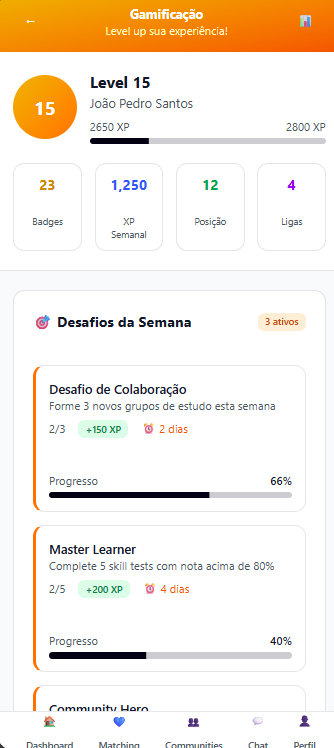 ←
Gamificação
Level up sua experiência!
15
Level 15
João Pedro Santos
2650 XP 2800 XP
23
Badges
1,250
XP
Semanal
12
Posição
4
Ligas
Desafios da Semana
3 ativos
Desafio de Colaboração
Forme 3 novos grupos de estudo esta semana
2/3 +150 XP 2 dias
Progresso 66%
Master Learner
Complete 5 skill tests com nota acima de 80%
2/5 +200 XP 4 dias
Progresso 40%
Community Hero
Dashboard Matching Communities Chat Perfil